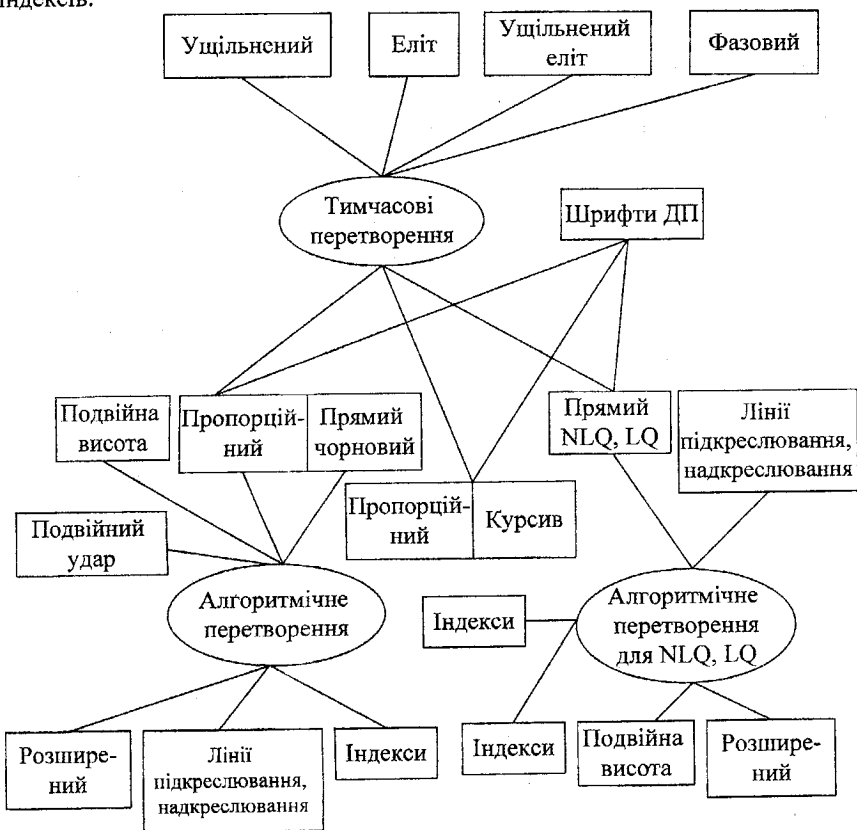 індексів.
Ущільнений
Еліт
Ущільнений
еліт
Фазовий
Тимчасові
перетворення
Шрифти ДП
Подвійна
висота
Пропорцій-
ний
Прямий
чорновий
Прямий
NLQ, LQ
Лінії
підкреслювання,
надкреслювання
Пропорцій-
ний
Курсив
Подвійний
удар
Алгоритмічне
перетворення
Індекси
Алгоритмічне
перетворення
для NLQ, LQ
Розшире-
ний
Лінії
підкреслювання,
надкреслювання
Індекси
Індекси
Подвійна
висота
Розшире-
ний